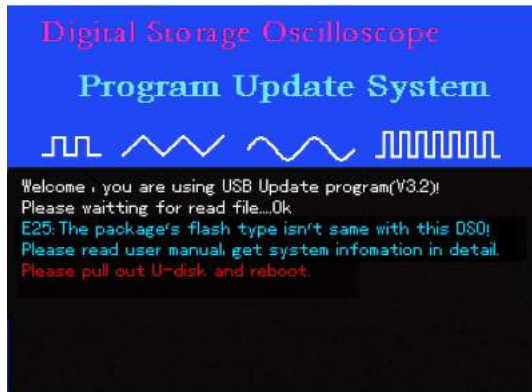 Digital Storage Oscilloscope
Program Update System
Welcome , you are using USB Update program(V3.2)!
Please waitting for read file....Ok
E25: The package's flash type isn't same with this DSO!
Please read user manual, get system infomation in detail.
Please pull out U-disk and reboot.